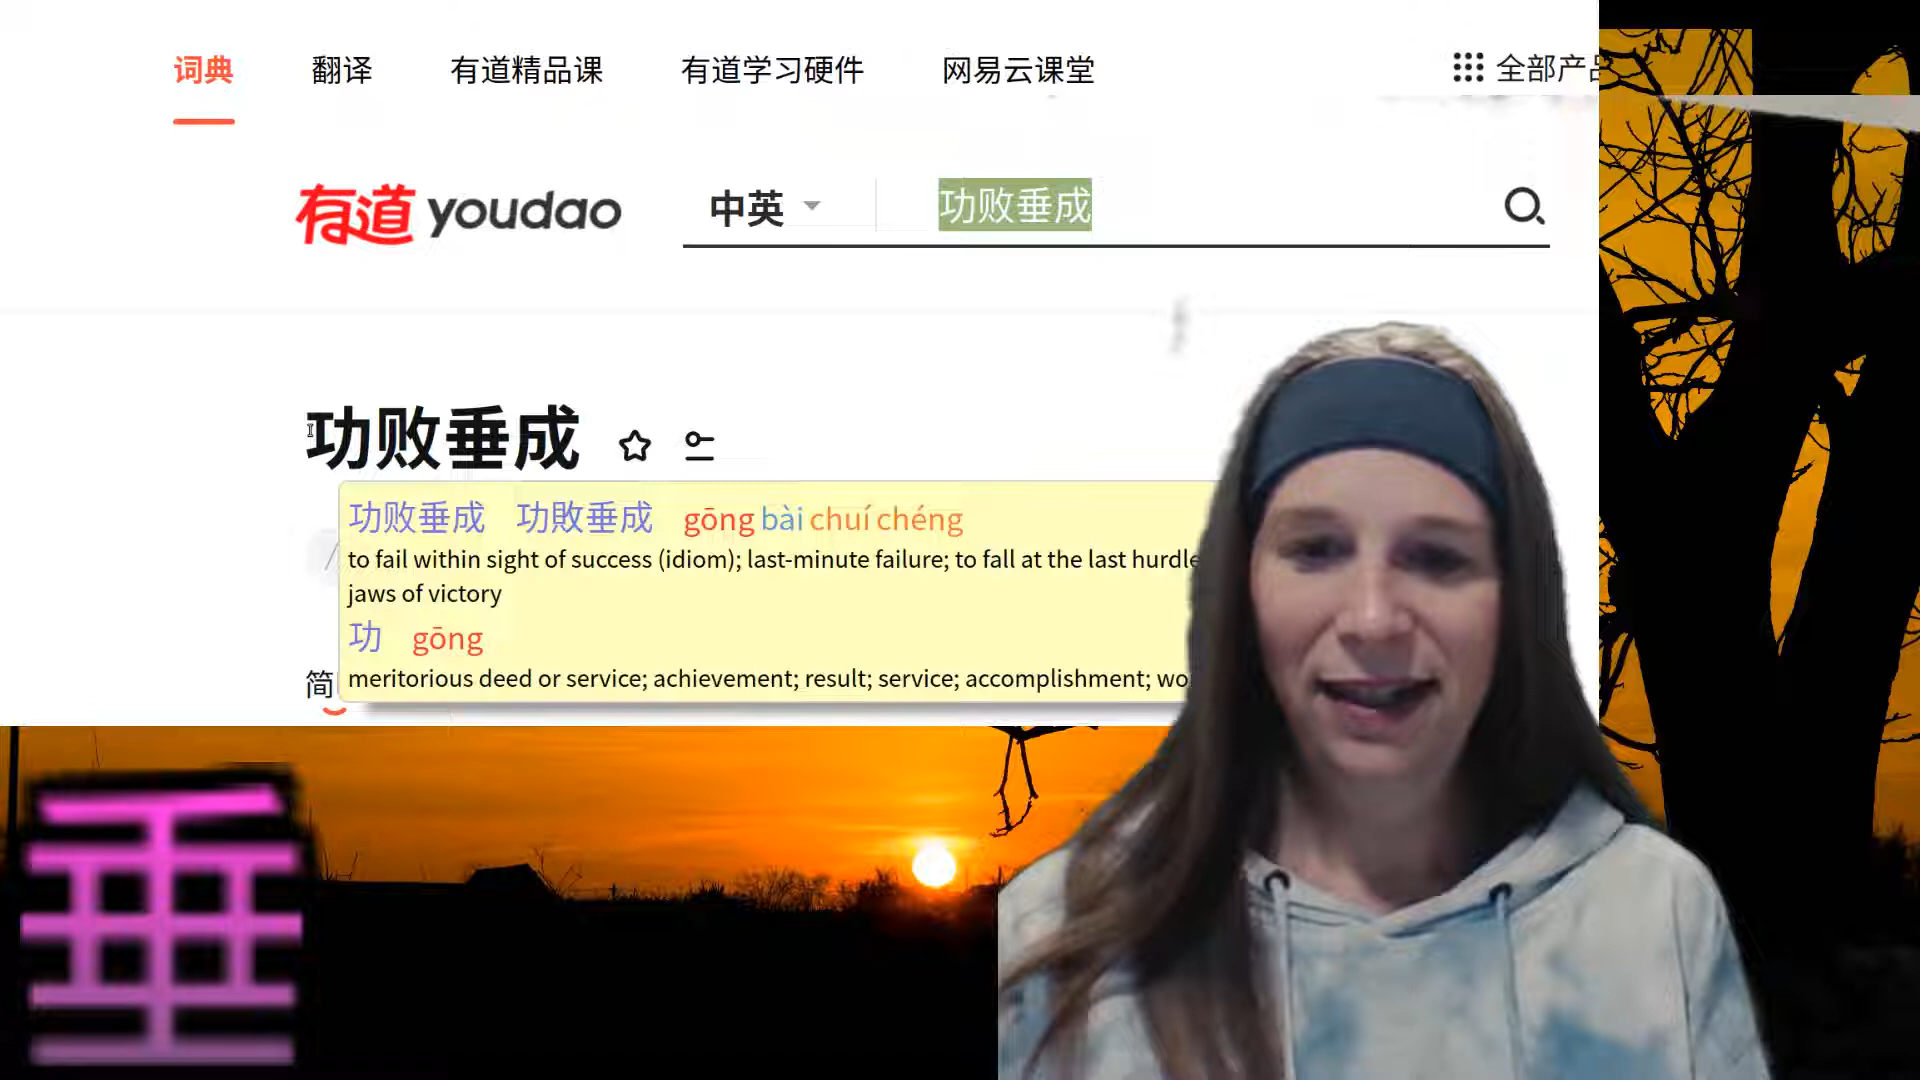 词典 翻译 有道精品课 有道学习硬件 网易云课堂 全部产品
有道 youdao 中英 功败垂成
功败垂成
功败垂成 功敗垂成 gōng bài chuí chéng
to fail within sight of success (idiom); last-minute failure; to fall at the last hurdle
jaws of victory
功 gōng
简 meritorious deed or service; achievement; result; service; accomplishment;
垂